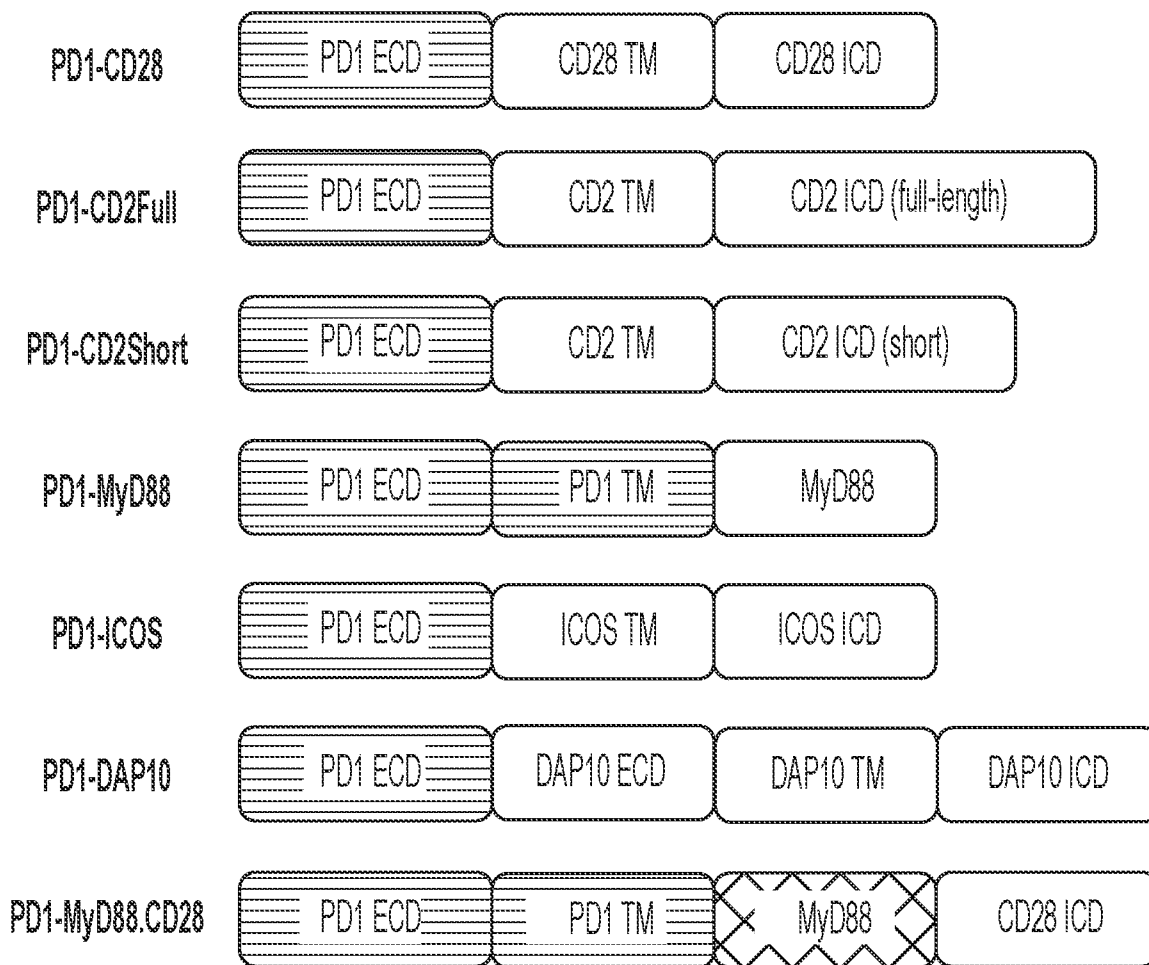 PD1-CD28 PD1 ECD CD28 TM CD28 ICD
PD1-CD2Full PD1 ECD CD2 TM CD2 ICD (full-length)
PD1-CD2Short PD1 ECD CD2 TM CD2 ICD (short)
PD1-MyD88 PD1 ECD PD1 TM MyD88
PD1-ICOS PD1 ECD ICOS TM ICOS ICD
PD1-DAP10 PD1 ECD DAP10 ECD DAP10 TM DAP10 ICD
PD1-MyD88.CD28 PD1 ECD PD1 TM MyD88 CD28 ICD